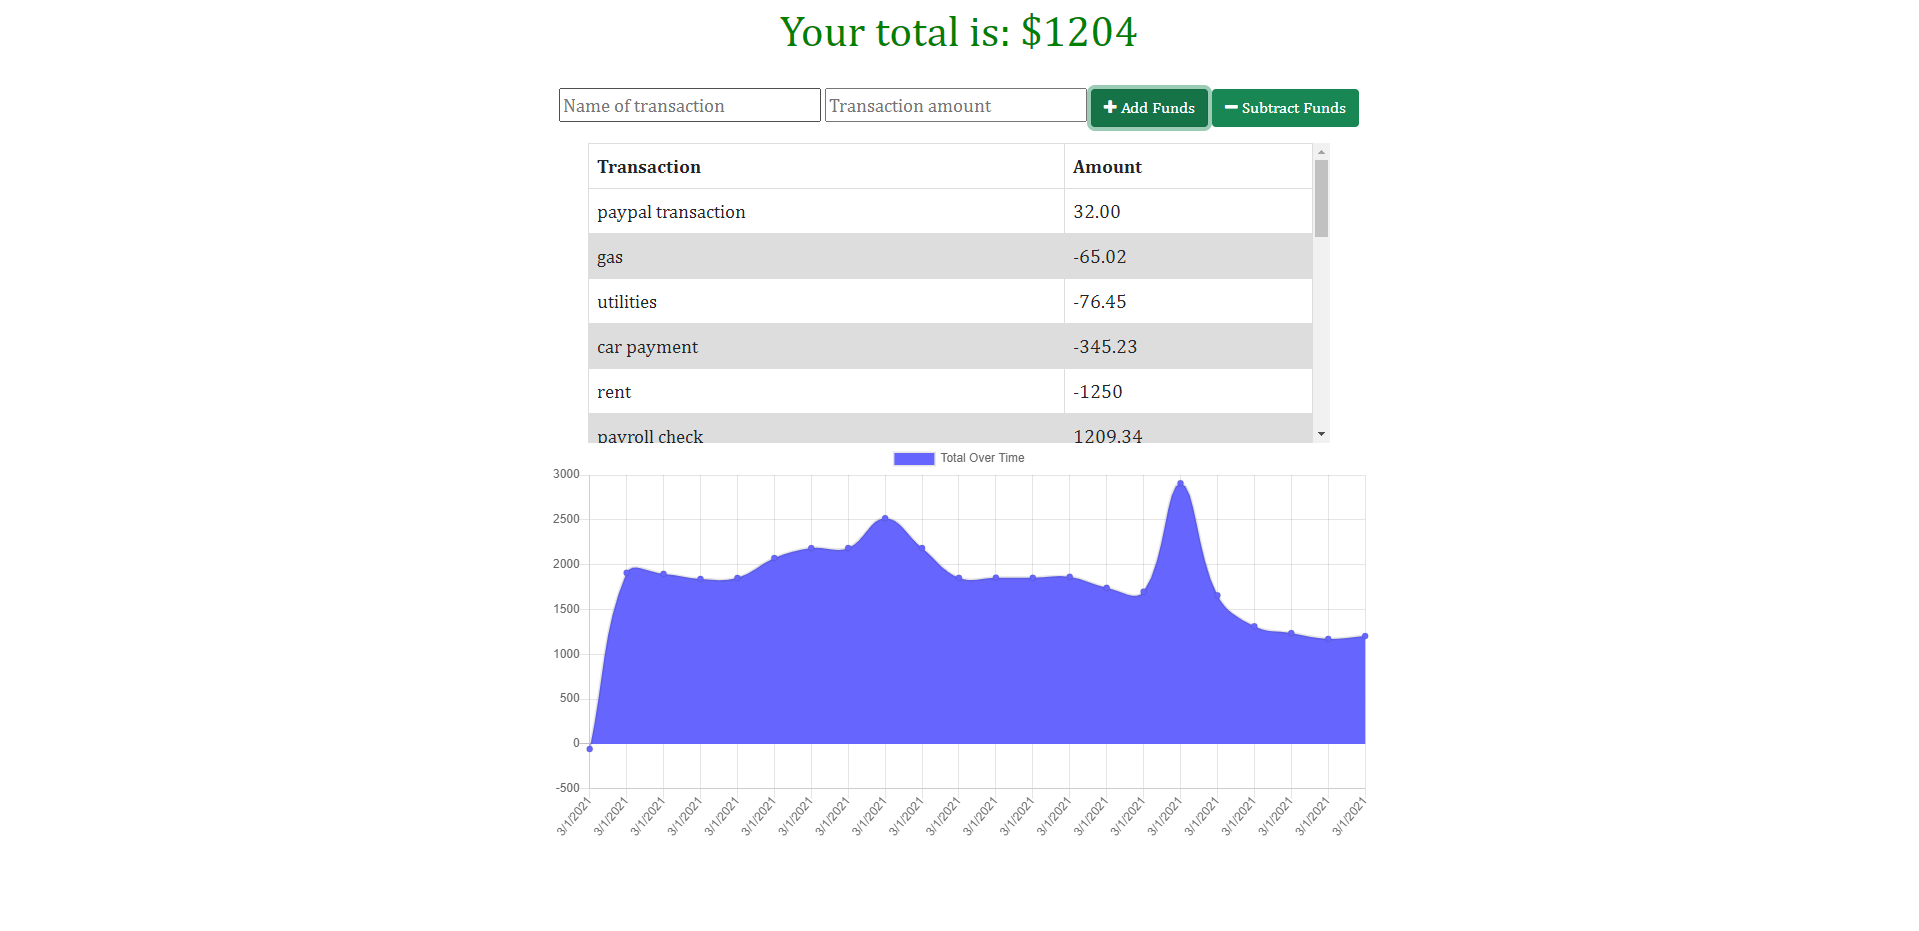 Your total is: $1204
Name of transaction Transaction amount Add Funds Subtract Funds
Transaction Amount
paypal transaction 32.00
gas -65.02
utilities -76.45
car payment -345.23
rent -1250
payroll check 1209.34
Total Over Time
3000
2500
2000
1500
1000
500
0
-500
3/1/2021 3/1/2021 3/1/2021 3/1/2021 3/1/2021 3/1/2021 3/1/2021 3/1/2021 3/1/2021 3/1/2021 3/1/2021 3/1/2021 3/1/2021 3/1/2021 3/1/2021 3/1/2021 3/1/2021 3/1/2021 3/1/2021 3/1/2021 3/1/2021 3/1/2021